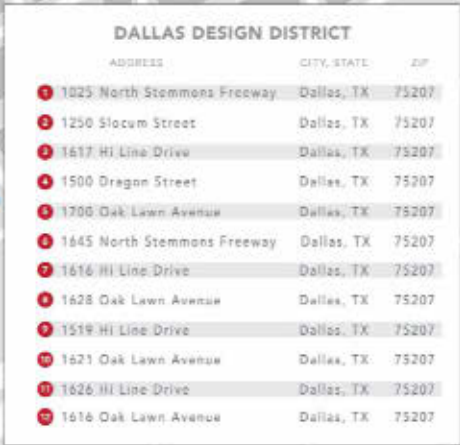 DALLAS DESIGN DISTRICT
ADDRESS CITY, STATE ZIP
1 1025 North Stemmons Freeway Dallas, TX 75207
2 1250 Slocum Street Dallas, TX 75207
3 1617 Hi Line Drive Dallas, TX 75207
4 1500 Dragon Street Dallas, TX 75207
5 1700 Oak Lawn Avenue Dallas, TX 75207
6 1645 North Stemmons Freeway Dallas, TX 75207
7 1616 Hi Line Drive Dallas, TX 75207
8 1628 Oak Lawn Avenue Dallas, TX 75207
9 1519 Hi Line Drive Dallas, TX 75207
10 1621 Oak Lawn Avenue Dallas, TX 75207
11 1626 Hi Line Drive Dallas, TX 75207
12 1616 Oak Lawn Avenue Dallas, TX 75207